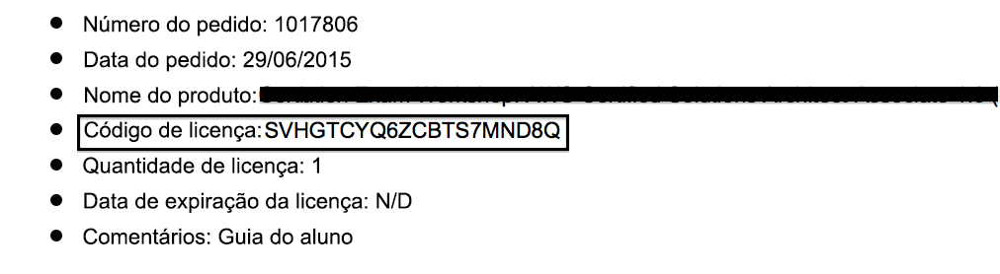 Número do pedido: 1017806
Data do pedido: 29/06/2015
Nome do produto:
Código de licença: SVHGTCYQ6ZCBTS7MND8Q
Quantidade de licença: 1
Data de expiração da licença: N/D
Comentários: Guia do aluno